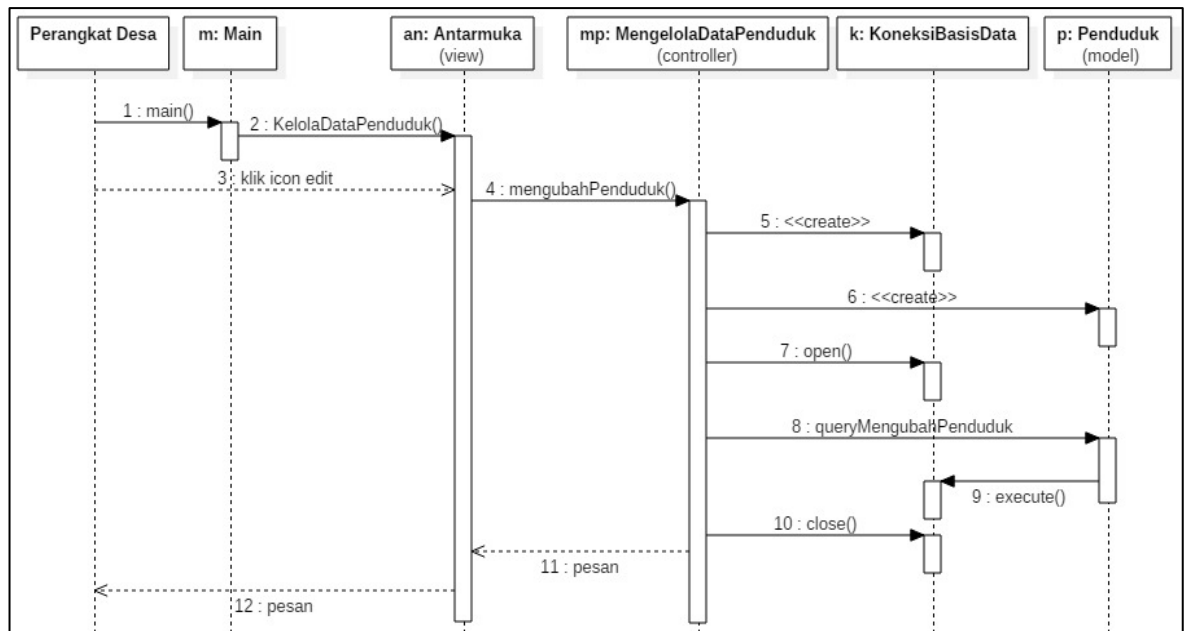 Perangkat Desa
m: Main
an: Antarmuka
(view)
mp: MengelolaDataPenduduk
(controller)
k: KoneksiBasisData
p: Penduduk
(model)
1 : main()
2 : KelolaDataPenduduk()
3 : klik icon edit
4 : mengubahPenduduk()
5 : <<create>>
6 : <<create>>
7 : open()
8 : queryMengubahPenduduk
9 : execute()
10 : close()
11 : pesan
12 : pesan